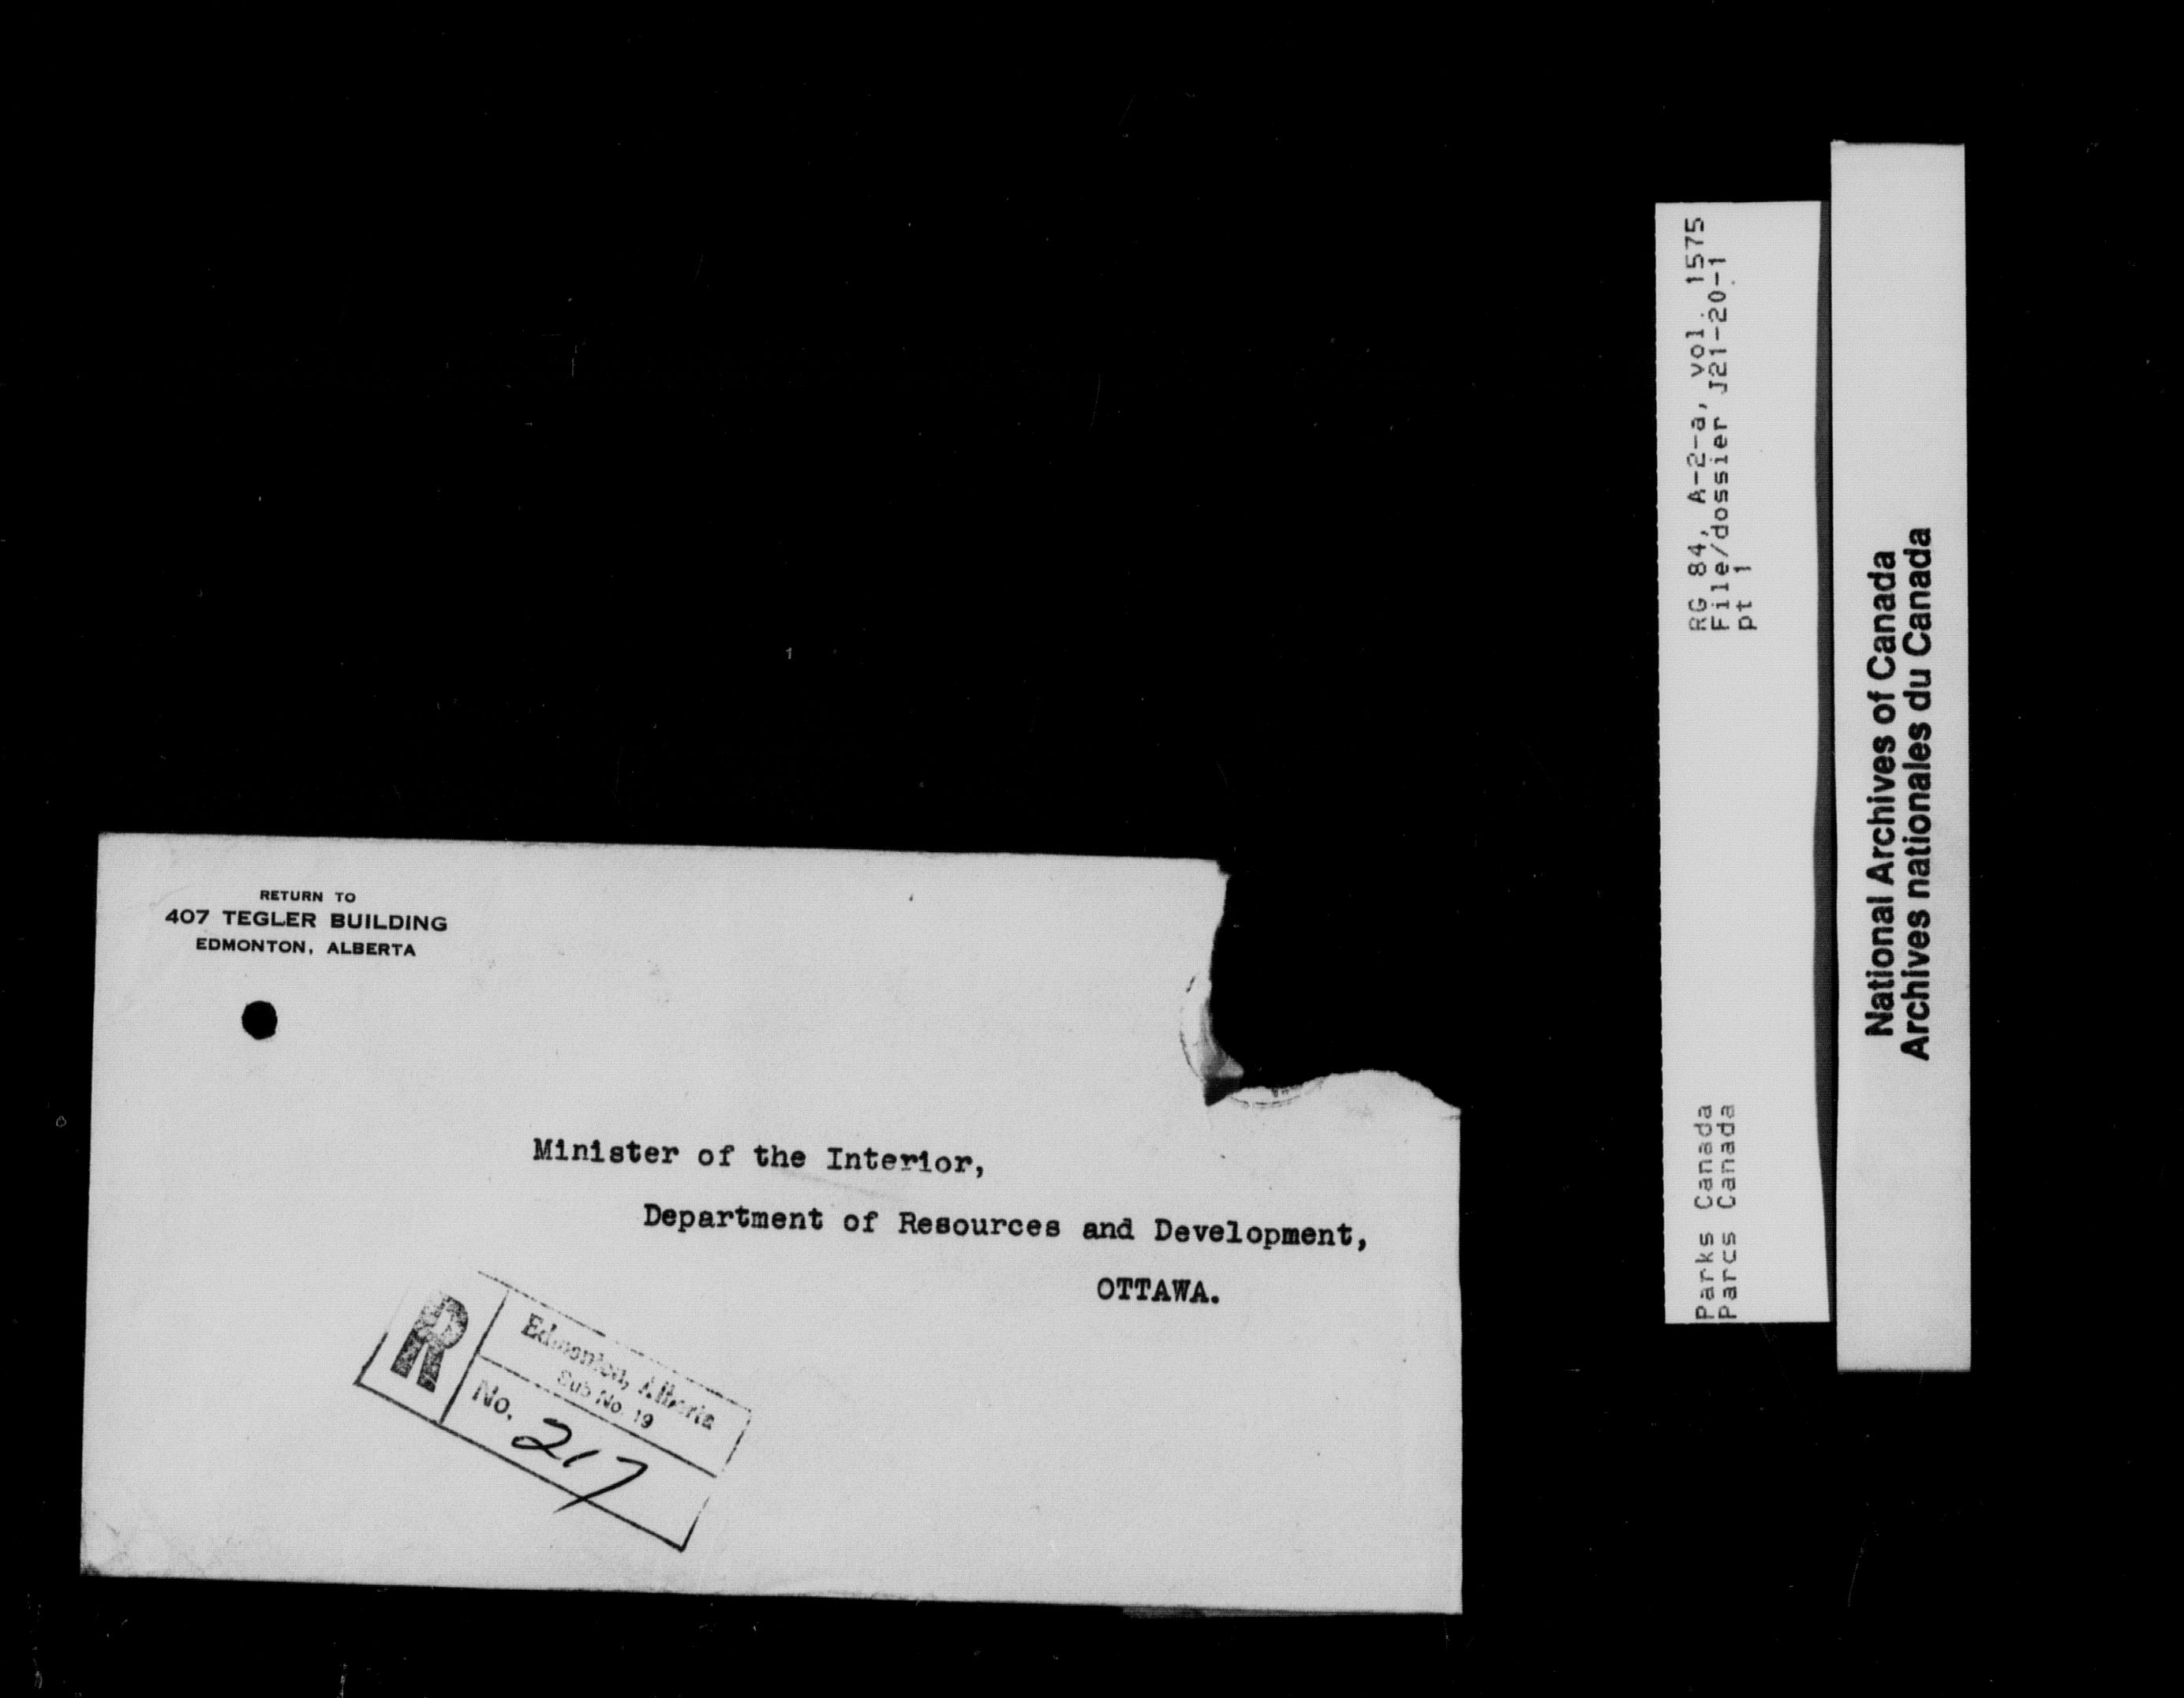 RETURN TO
407 TEGLER BUILDING
EDMONTON, ALBERTA
Minister of the Interior,
Department of Resources and Development,
OTTAWA.
R
Edmonton, Alberta
Sub No. 19
No. 217
RG 84, A-2-a, vol. 1575
File/dossier J21-20-1
pt 1
Parks Canada
Parcs Canada
National Archives of Canada
Archives nationales du Canada